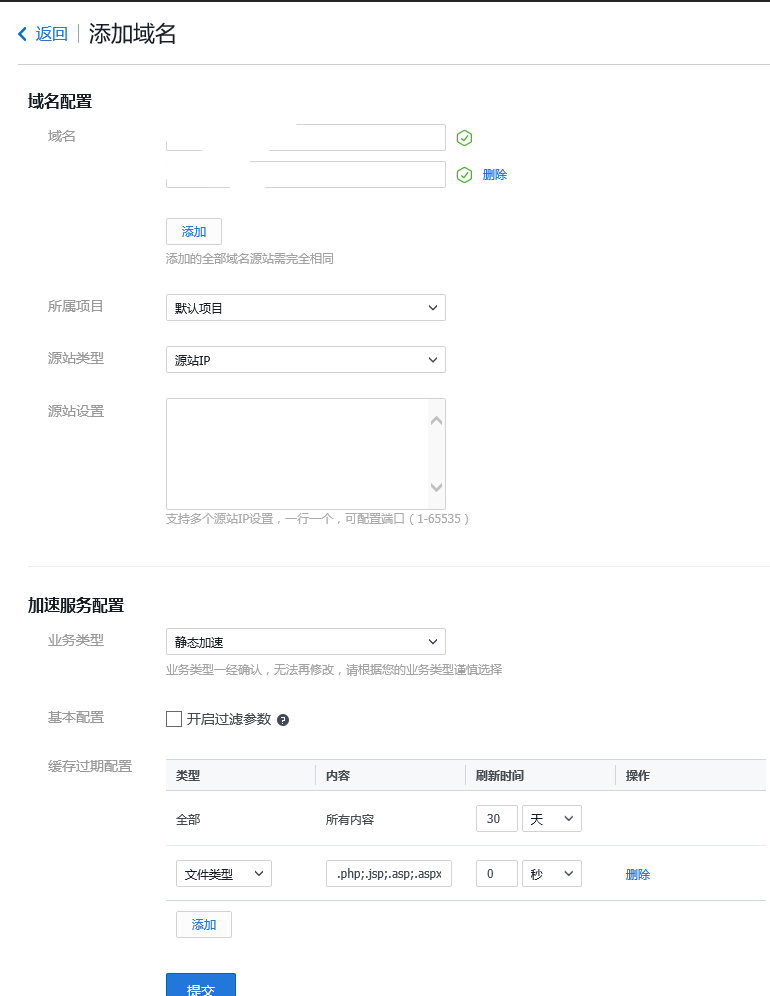 返回 添加域名
域名配置
域名
删除
添加
添加的全部域名源站需完全相同
所属项目 默认项目
源站类型 源站IP
源站设置
支持多个源站IP设置，一行一个，可配置端口（1-65535）
加速服务配置
业务类型 静态加速
业务类型一经确认，无法再修改，请根据您的业务类型谨慎选择
基本配置 开启过滤参数 ?
缓存过期配置 类型 内容 刷新时间 操作
全部 所有内容 30 天
文件类型 .php;.jsp;.asp;.aspx 0 秒 删除
添加
提交